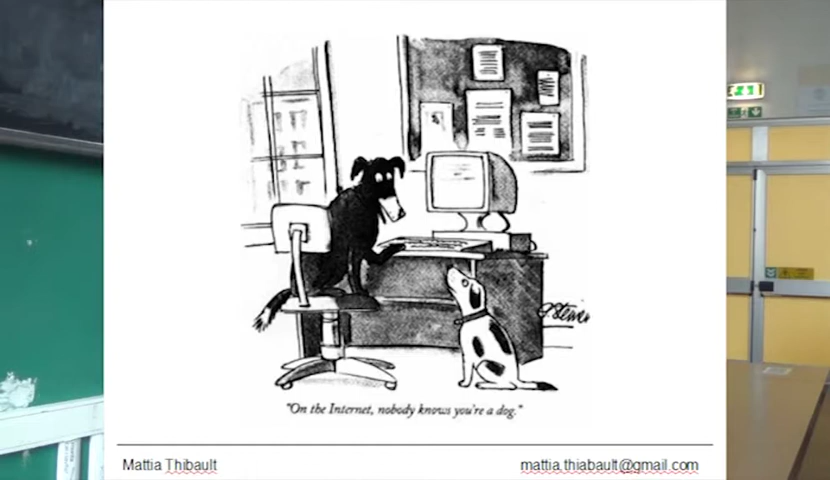 "On the Internet, nobody knows you're a dog."
Mattia Thibault
mattia.thiabault@gmail.com